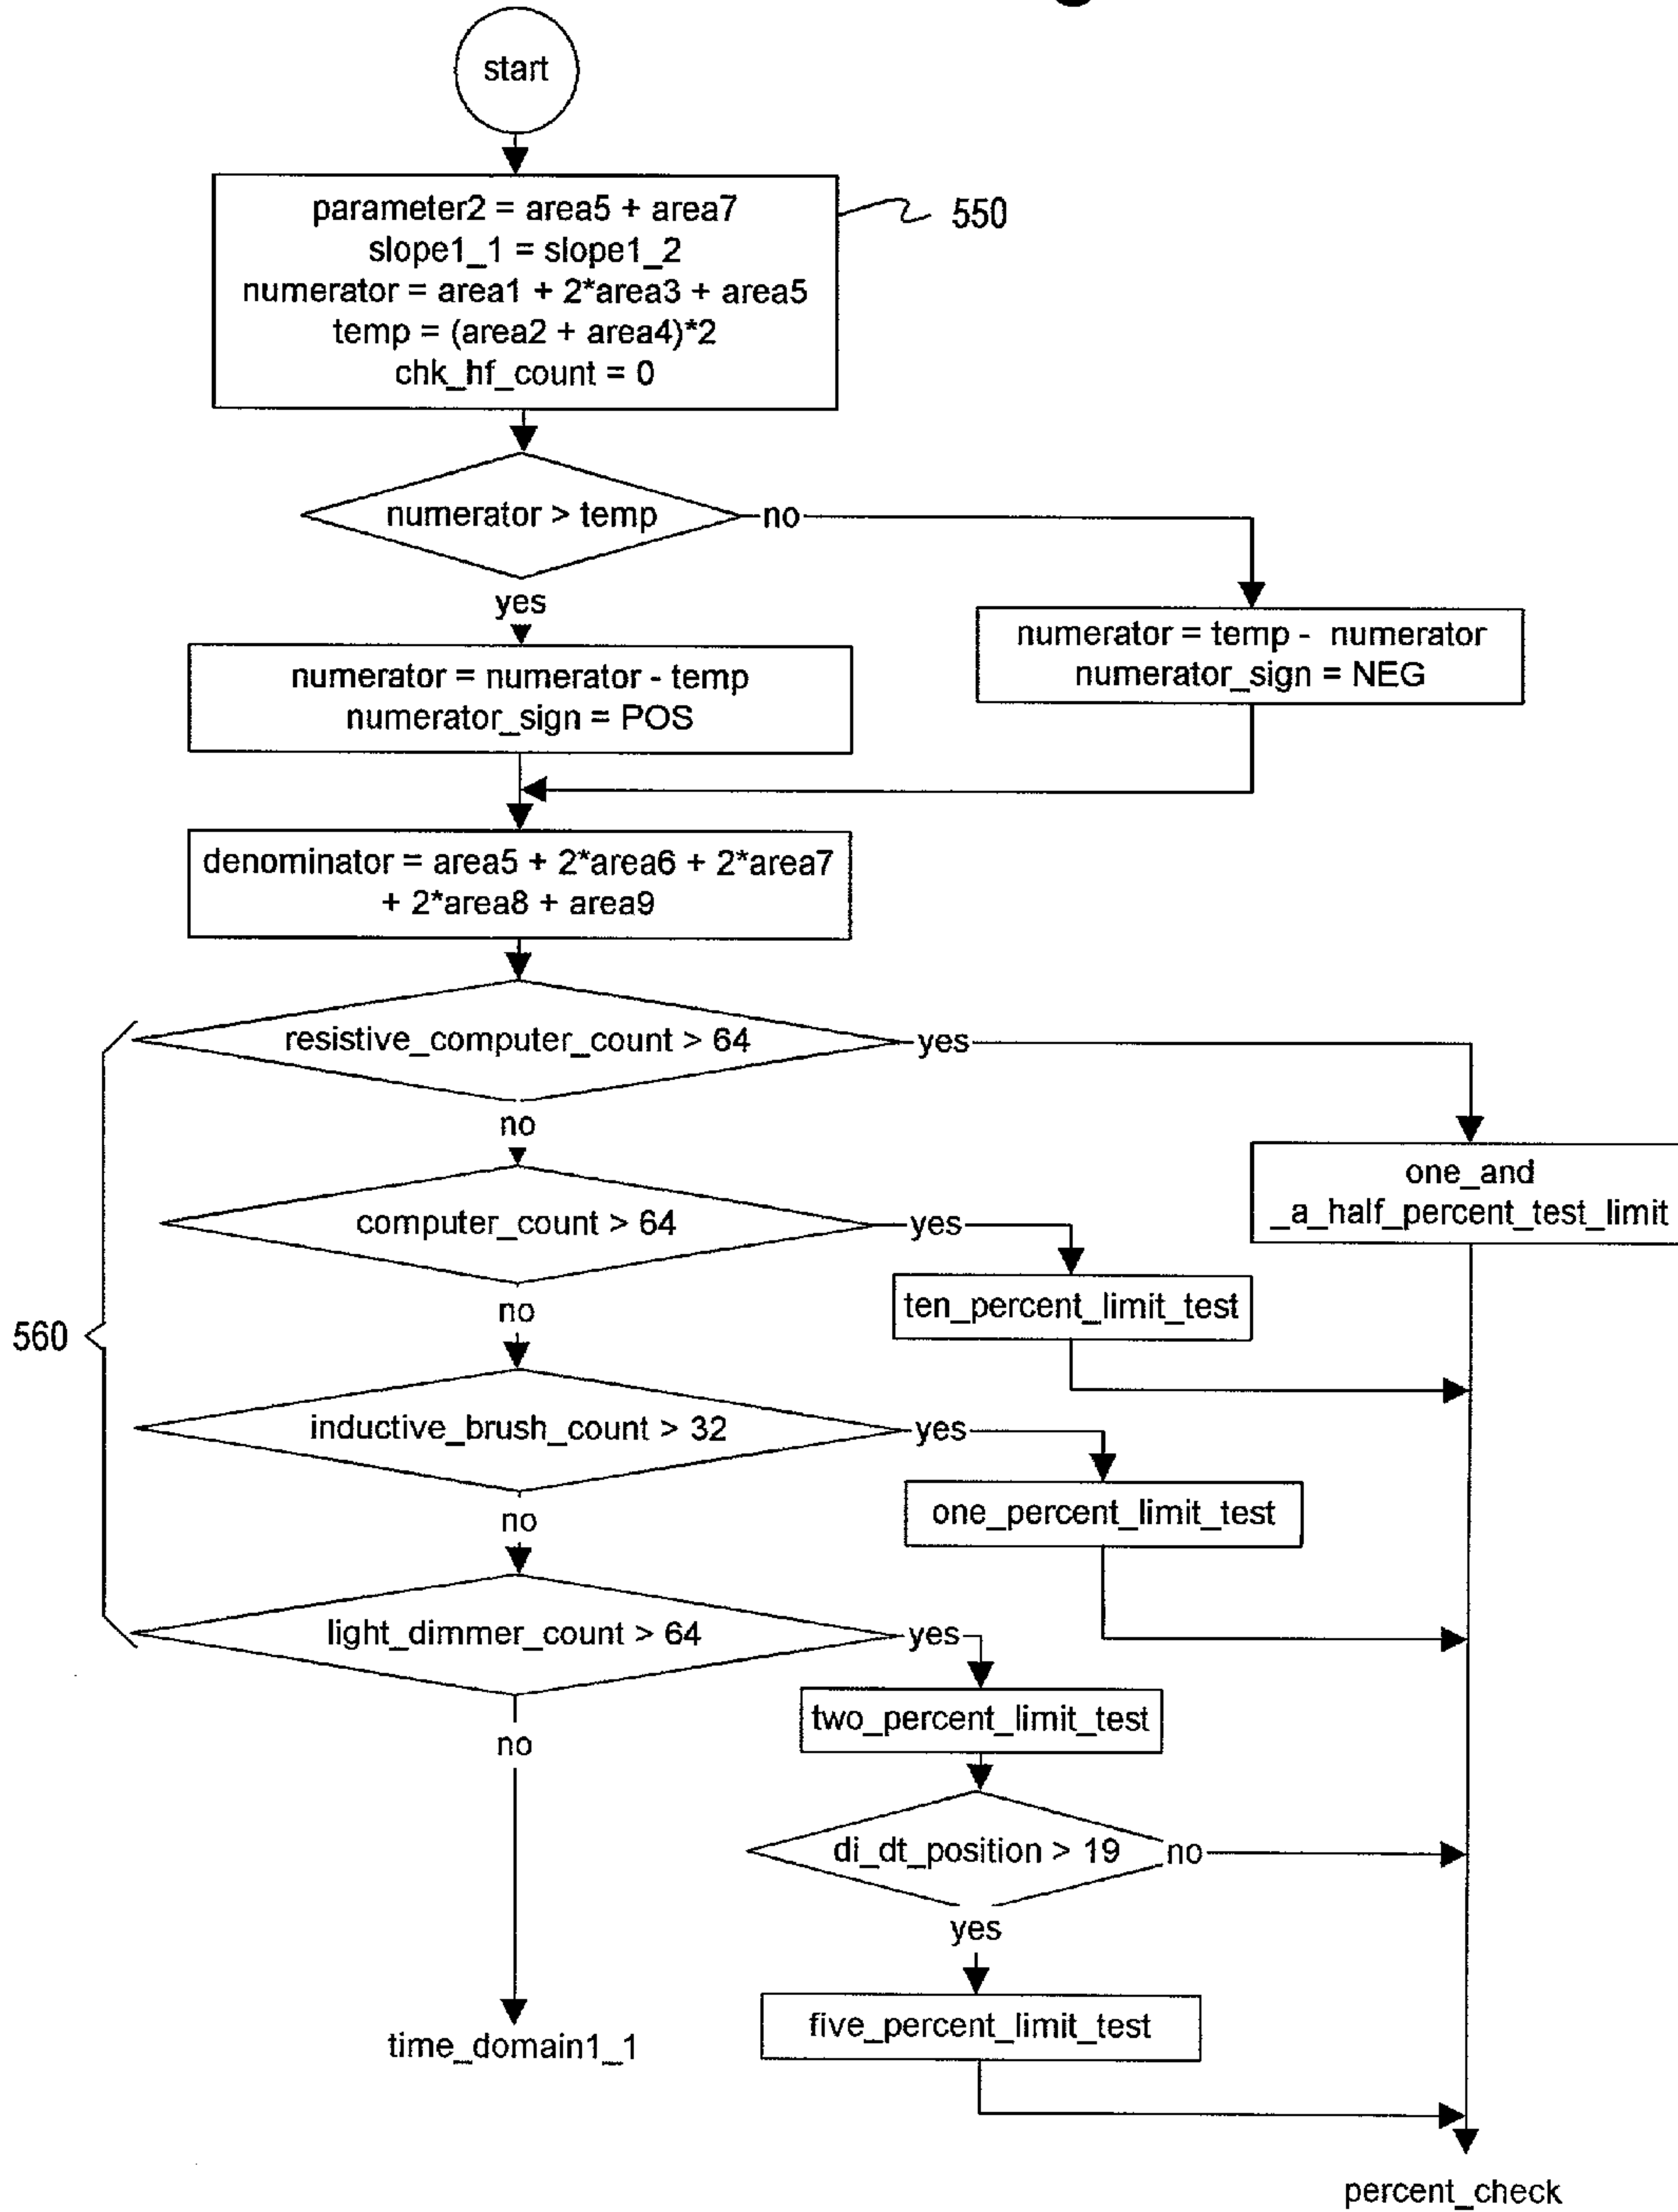 start
parameter2 = area5 + area7
slope1_1 = slope1_2
numerator = area1 + 2*area3 + area5
temp = (area2 + area4)*2
chk_hf_count = 0
550
numerator > temp
no
yes
numerator = temp - numerator
numerator_sign = NEG
numerator = numerator - temp
numerator_sign = POS
denominator = area5 + 2*area6 + 2*area7
+ 2*area8 + area9
resistive_computer_count > 64
yes
no
one_and
_a_half_percent_test_limit
computer_count > 64
yes
no
ten_percent_limit_test
560
inductive_brush_count > 32
yes
no
one_percent_limit_test
light_dimmer_count > 64
yes
no
two_percent_limit_test
di_dt_position > 19
no
yes
five_percent_limit_test
time_domain1_1
percent_check